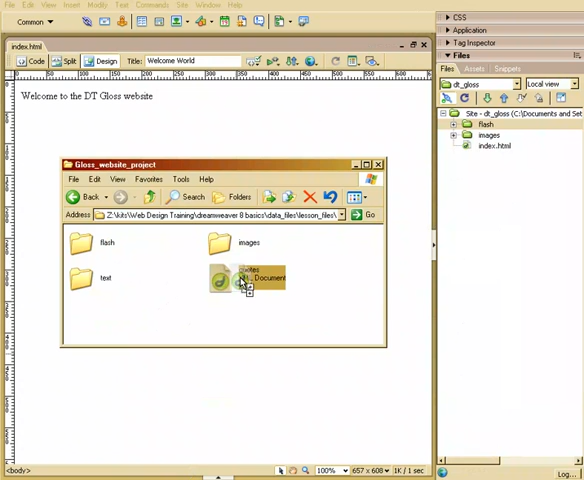 File Edit View Insert Modify Text Commands Site Window Help
Common
index.html
Code Split Design Title: Welcome World
Welcome to the DT Gloss website
Gloss_website_project
File Edit View Favorites Tools Help
Back Search Folders
Address Z:\kits\Web Design Training\dreamweaver 8 basics\data_files\lesson_files\ Go
flash images
text quotes
Document
<body> 100% 657 x 608 1K / 1 sec
CSS
Application
Tag Inspector
Files
Files Assets Snippets
dt_gloss Local view
Site - dt_gloss (C:\Documents and Set
flash
images
index.html
Log...